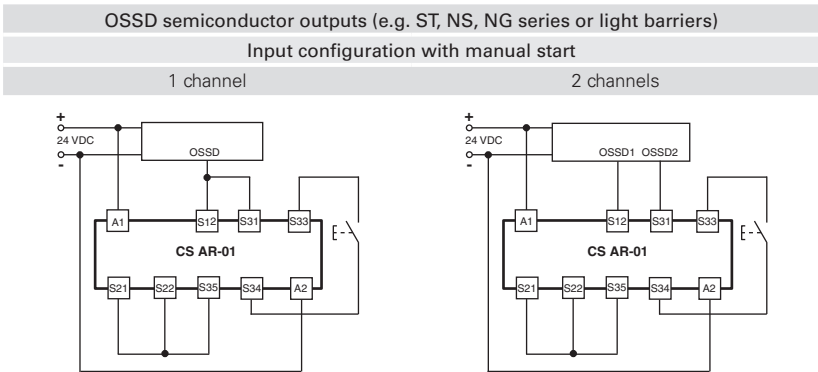 OSSD semiconductor outputs (e.g. ST, NS, NG series or light barriers)
Input configuration with manual start
1 channel
2 channels
+
24 VDC
-
OSSD
A1
S12
S31
S33
CS AR-01
S21
S22
S35
S34
A2
+
24 VDC
-
OSSD1 OSSD2
A1
S12
S31
S33
CS AR-01
S21
S22
S35
S34
A2